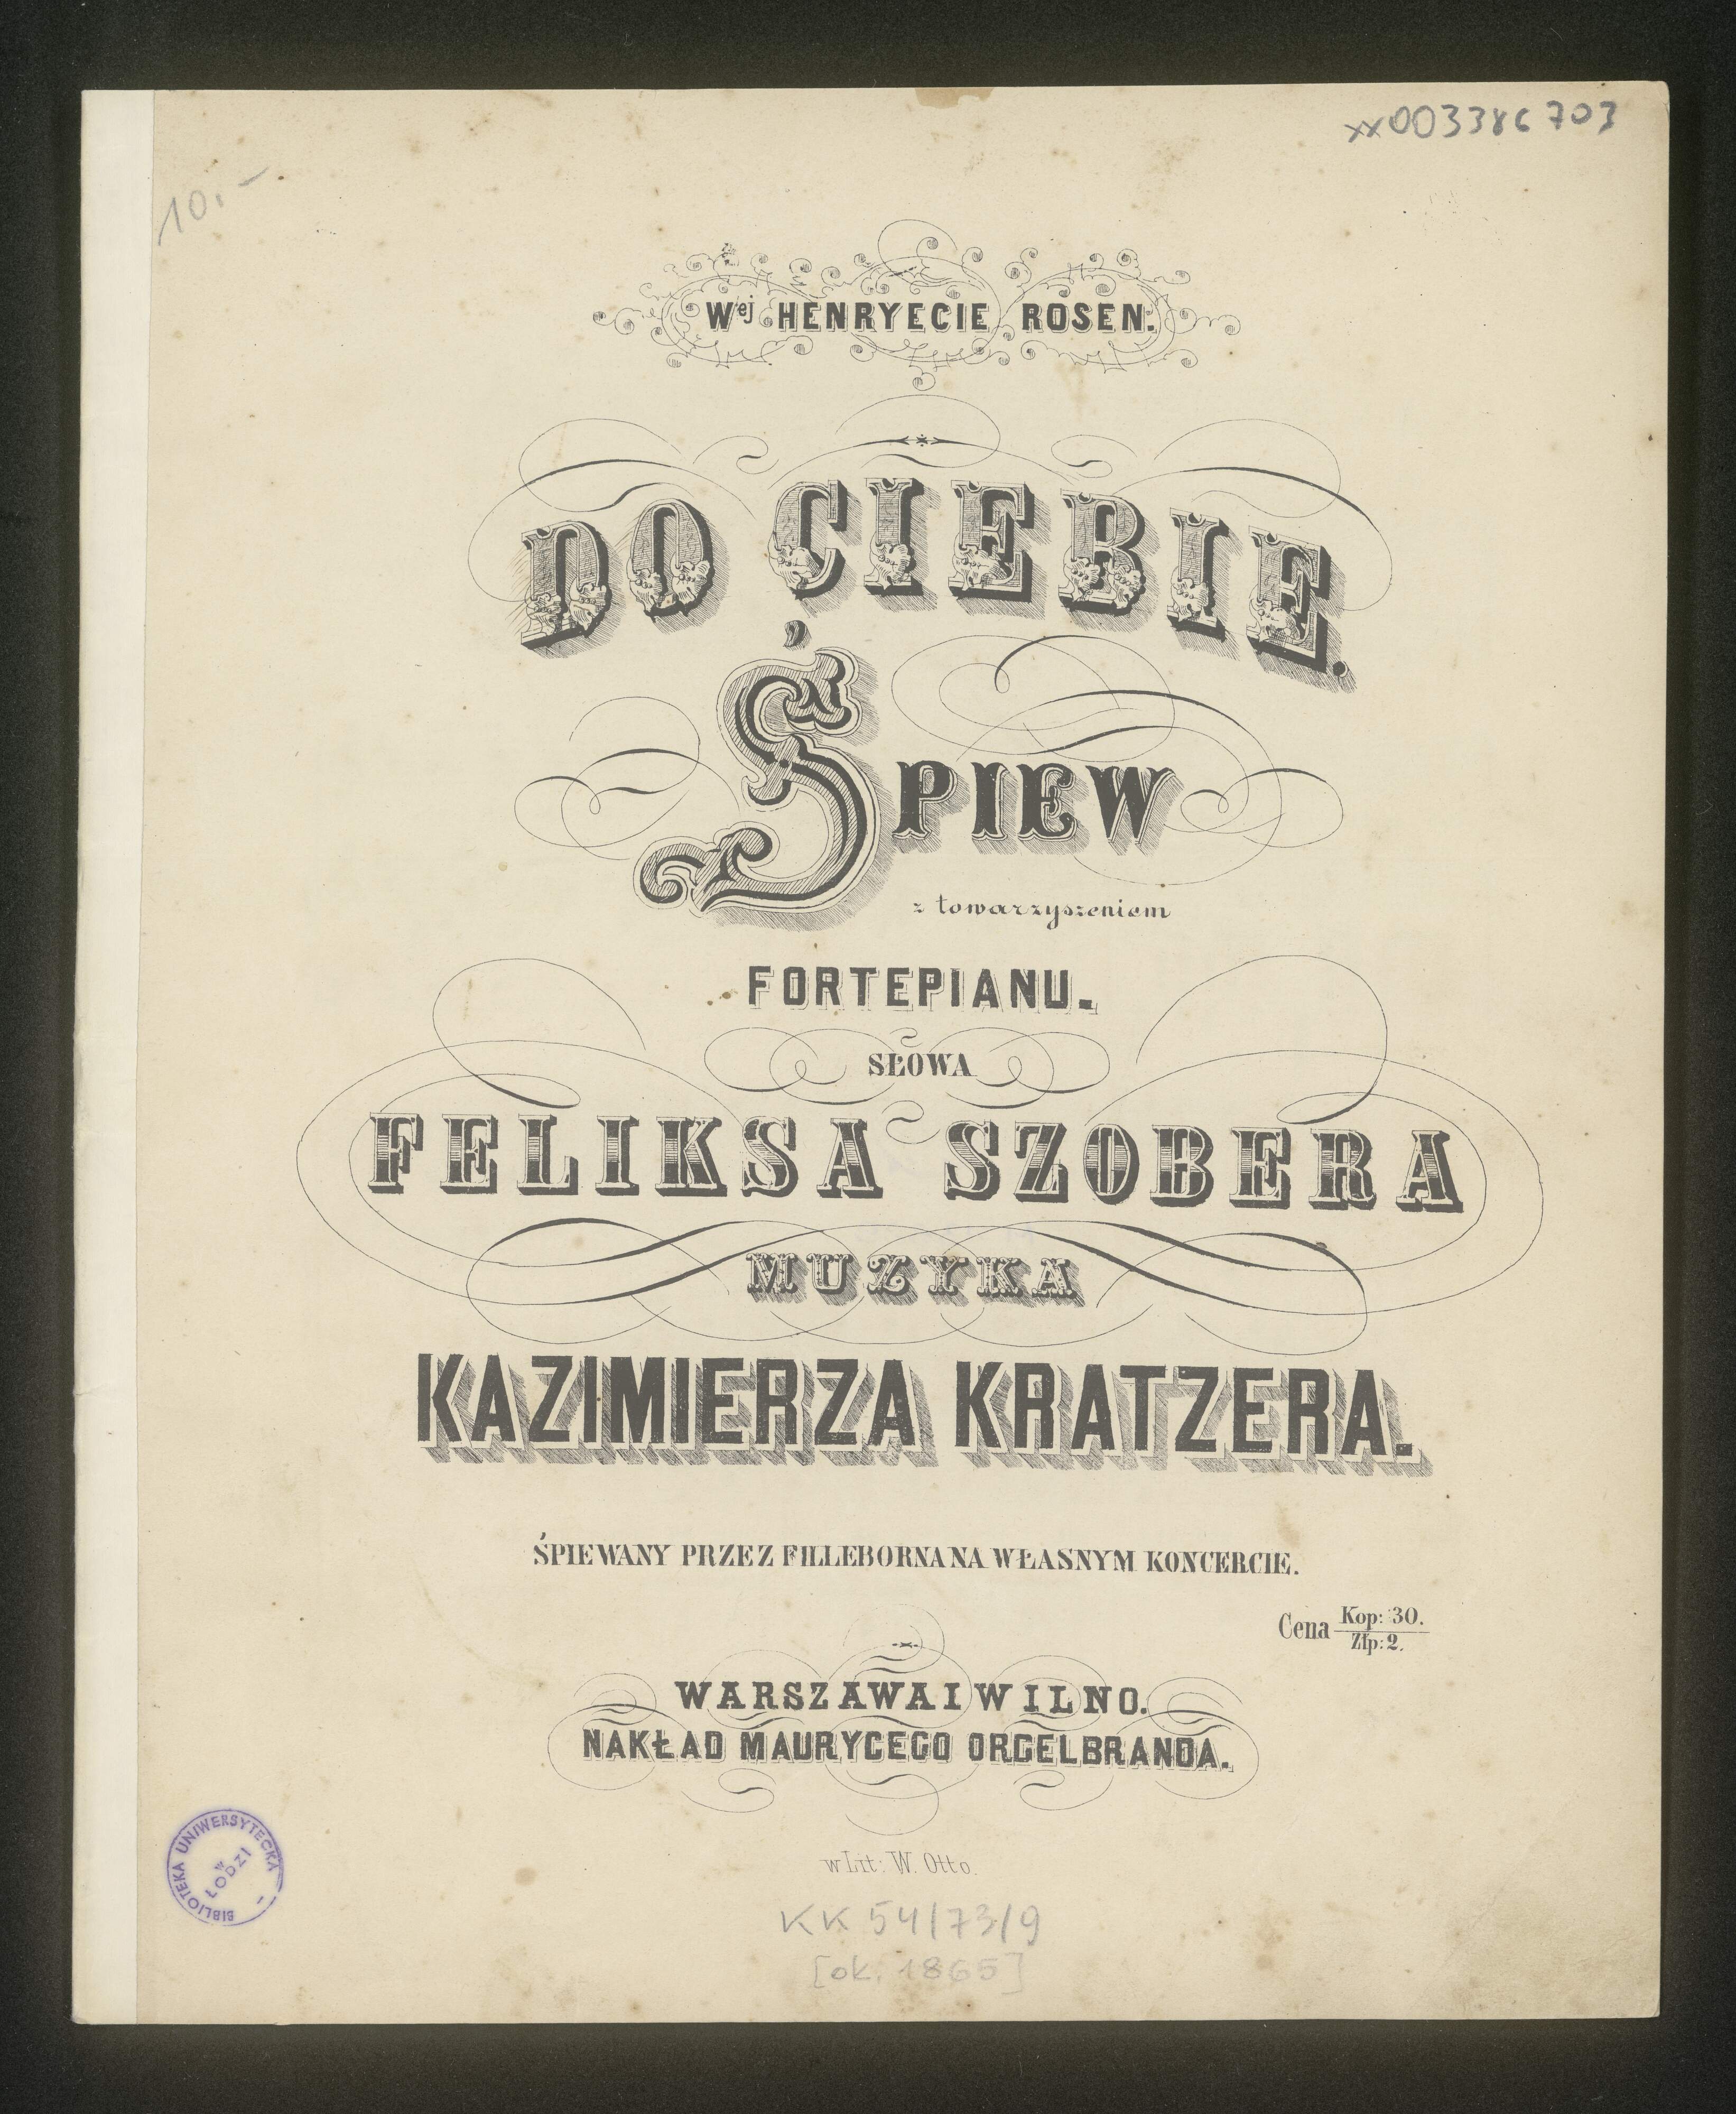 xx003386703
10.-
Wej HENRYECIE ROSEN.
DO CIEBIE.
ŚPIEW
z towarzyszeniem
FORTEPIANU.
SŁOWA
FELIKSA SZOBERA
MUZYKA
KAZIMIERZA KRATZERA.
ŚPIEWANY PRZEZ FILLEBORNA NA WŁASNYM KONCERCIE.
Cena Kop: 30.
Złp: 2.
WARSZAWA I WILNO.
NAKŁAD MAURYCEGO ORGELBRANDA.
w Lit: W. Otto.
BIBLIOTEKA UNIWERSYTECKA
W
ŁODZI
KK 54/73/9
[ok. 1865]